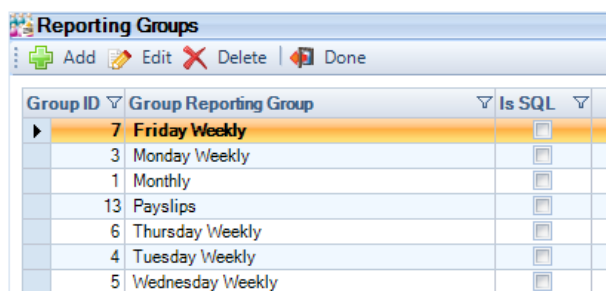 Reporting Groups
Add Edit Delete Done
Group ID Group Reporting Group Is SQL
7 Friday Weekly
3 Monday Weekly
1 Monthly
13 Payslips
6 Thursday Weekly
4 Tuesday Weekly
5 Wednesday Weekly